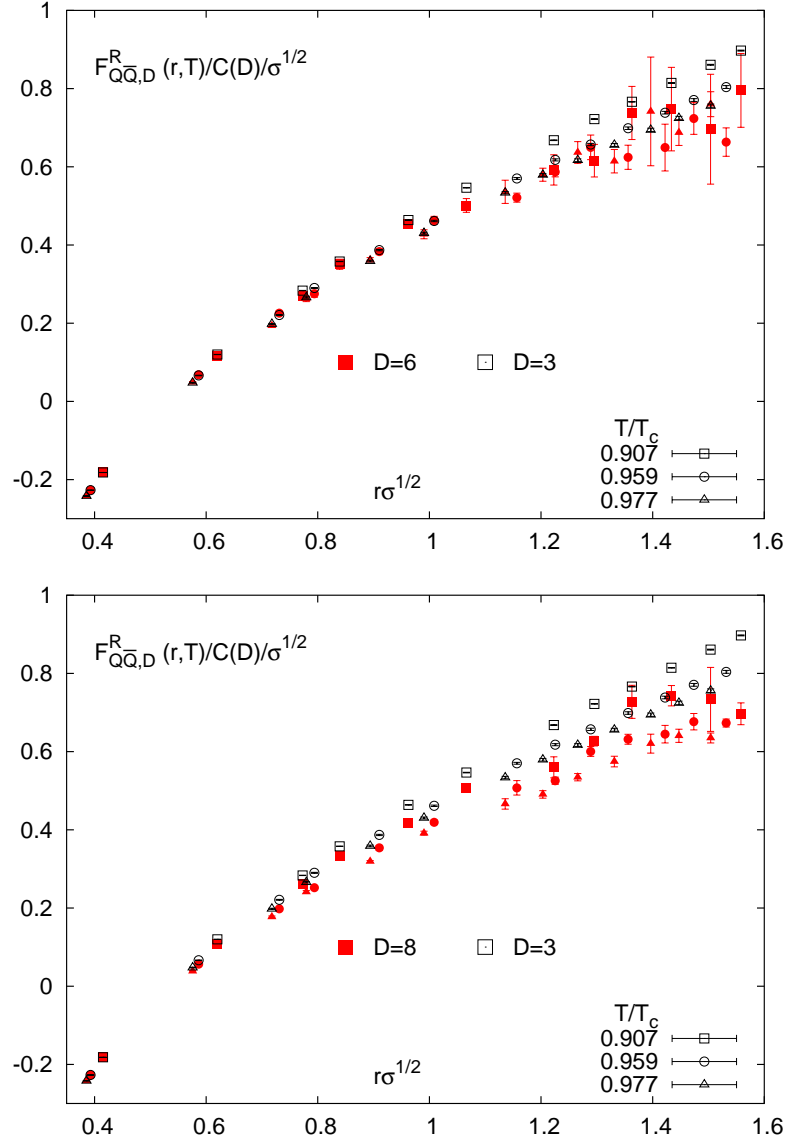 1
0.8
0.6
0.4
0.2
0
-0.2
F^R_{QQ̅,D} (r,T)/C(D)/σ^{1/2}
D=6 D=3
T/T_c
0.907
0.959
0.977
rσ^{1/2}
0.4 0.6 0.8 1 1.2 1.4 1.6
1
0.8
0.6
0.4
0.2
0
-0.2
F^R_{QQ̅,D} (r,T)/C(D)/σ^{1/2}
D=8 D=3
T/T_c
0.907
0.959
0.977
rσ^{1/2}
0.4 0.6 0.8 1 1.2 1.4 1.6